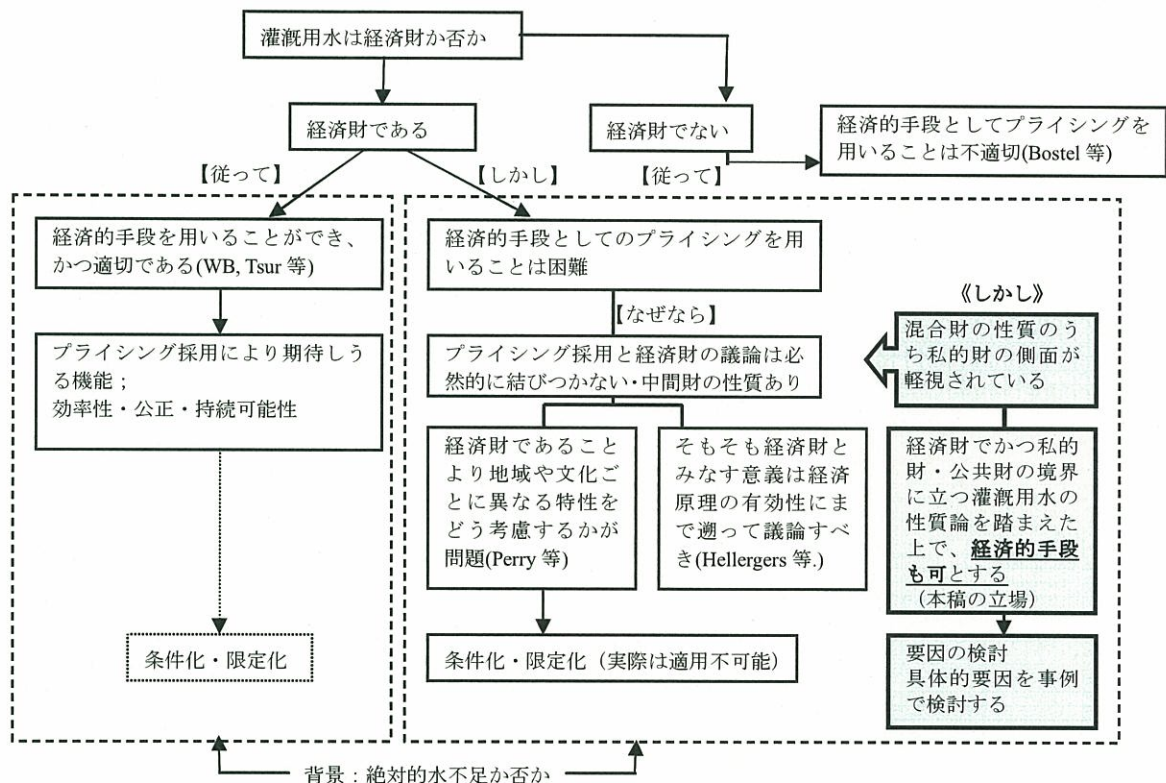 灌漑用水は経済財か否か
経済財である
経済財でない
経済的手段としてプライシングを
用いることは不適切(Bostel 等)
【従って】
【しかし】
【従って】
経済的手段を用いることができ、
かつ適切である(WB, Tsur 等)
プライシング採用により期待しう
る機能；
効率性・公正・持続可能性
条件化・限定化
経済的手段としてのプライシングを用
いることは困難
【なぜなら】
プライシング採用と経済財の議論は必
然的に結びつかない・中間財の性質あり
経済財であること
より地域や文化ご
とに異なる特性を
どう考慮するかが
問題(Perry 等)
そもそも経済財と
みなす意義は経済
原理の有効性にま
で遡って議論すべ
き(Hellergers 等.)
条件化・限定化（実際は適用不可能）
《しかし》
混合財の性質のう
ち私的財の側面が
軽視されている
経済財でかつ私的
財・公共財の境界
に立つ灌漑用水の
性質論を踏まえた
上で、経済的手段
も可とする
（本稿の立場）
要因の検討
具体的要因を事例
で検討する
背景：絶対的水不足か否か